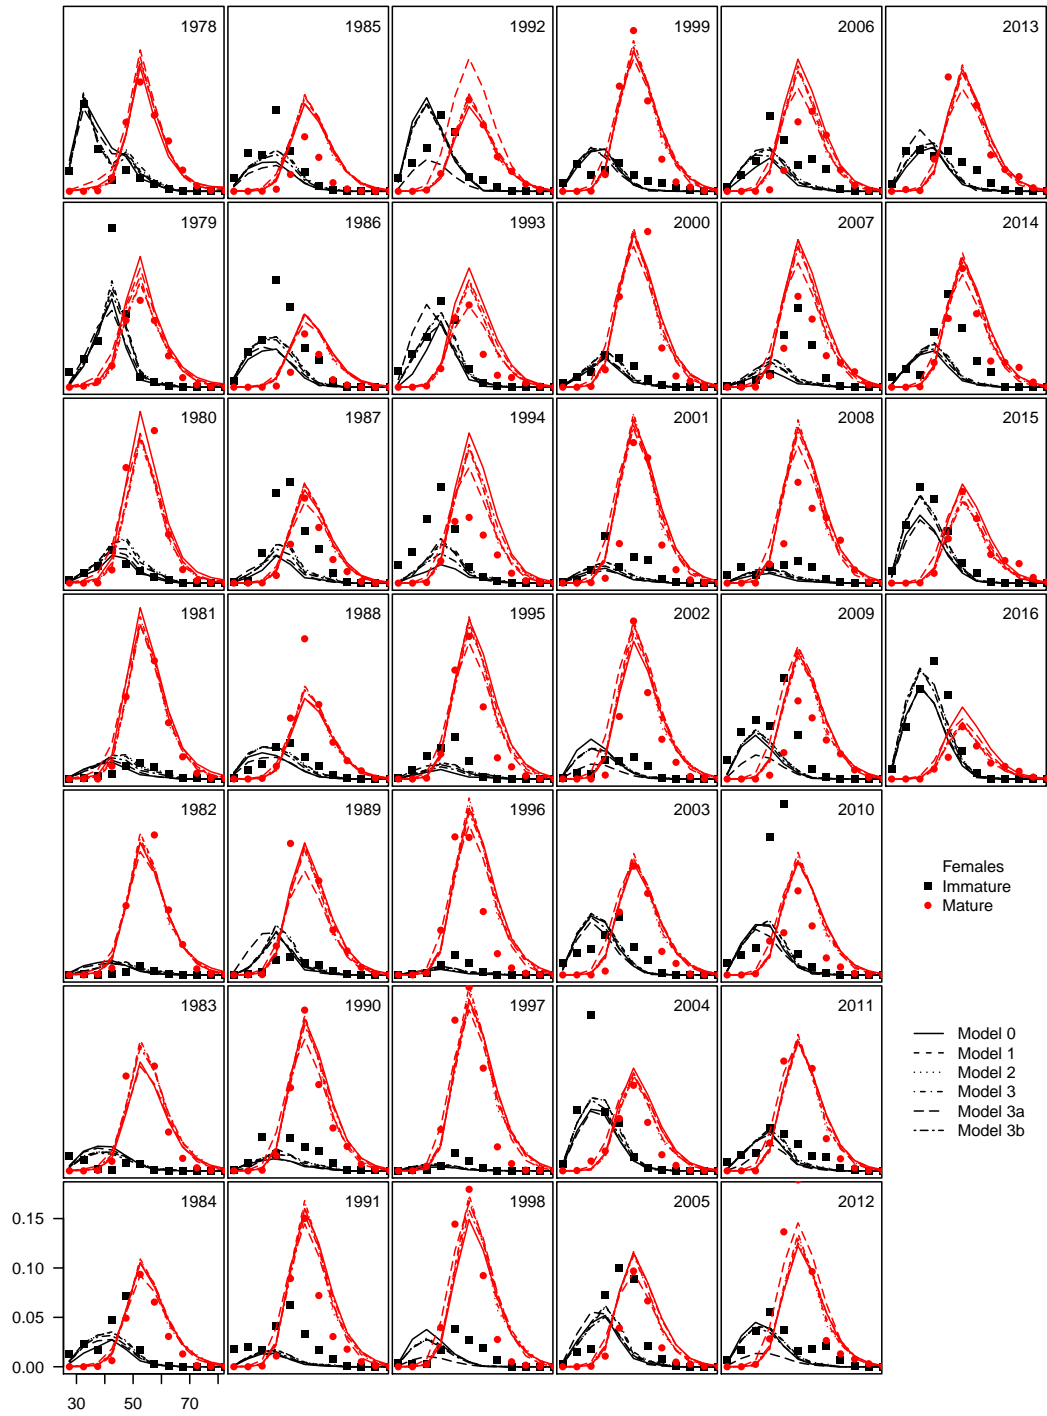 1978 1985 1992 1999 2006 2013
1979 1986 1993 2000 2007 2014
1980 1987 1994 2001 2008 2015
1981 1988 1995 2002 2009 2016
1982 1989 1996 2003 2010
Females
Immature
Mature
1983 1990 1997 2004 2011
Model 0
Model 1
Model 2
Model 3
Model 3a
Model 3b
1984 1991 1998 2005 2012
0.15
0.10
0.05
0.00
30 50 70